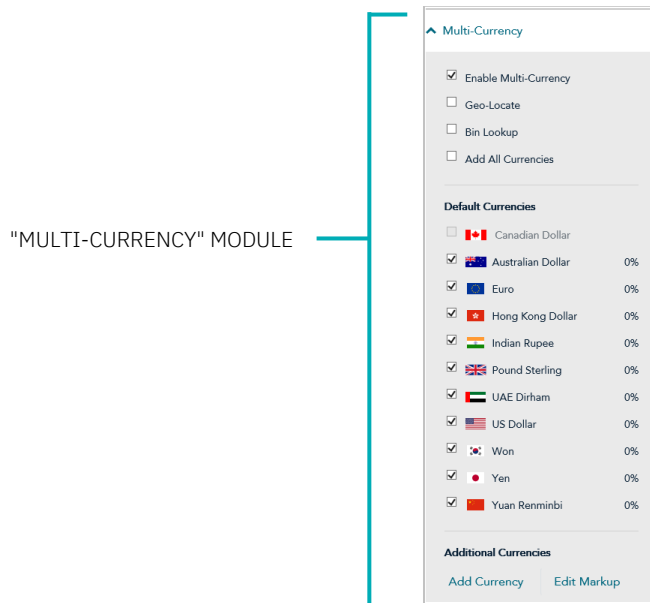 Multi-Currency
Enable Multi-Currency
Geo-Locate
Bin Lookup
Add All Currencies
"MULTI-CURRENCY" MODULE
Default Currencies
Canadian Dollar
Australian Dollar 0%
Euro 0%
Hong Kong Dollar 0%
Indian Rupee 0%
Pound Sterling 0%
UAE Dirham 0%
US Dollar 0%
Won 0%
Yen 0%
Yuan Renminbi 0%
Additional Currencies
Add Currency Edit Markup